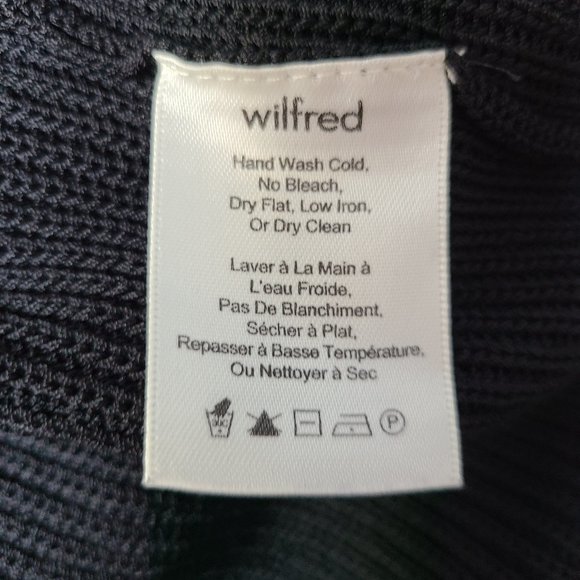 wilfred
Hand Wash Cold,
No Bleach,
Dry Flat, Low Iron,
Or Dry Clean
Laver à La Main à
L'eau Froide,
Pas De Blanchiment,
Sécher à Plat,
Repasser à Basse Température,
Ou Nettoyer à Sec
30C P